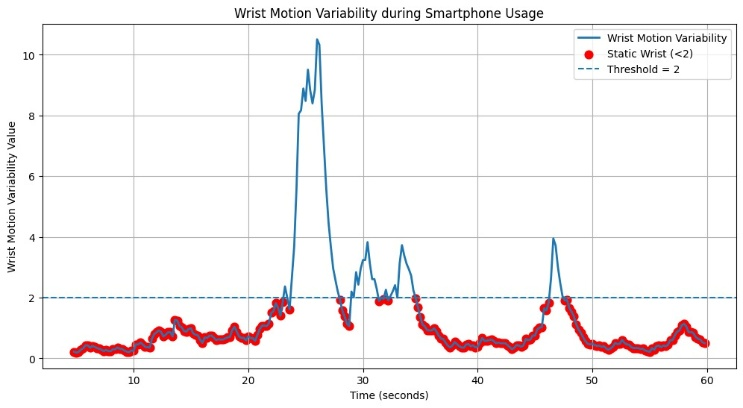 Wrist Motion Variability during Smartphone Usage
Wrist Motion Variability
Static Wrist (<2)
Threshold = 2
Wrist Motion Variability Value
10
8
6
4
2
0
10 20 30 40 50 60
Time (seconds)